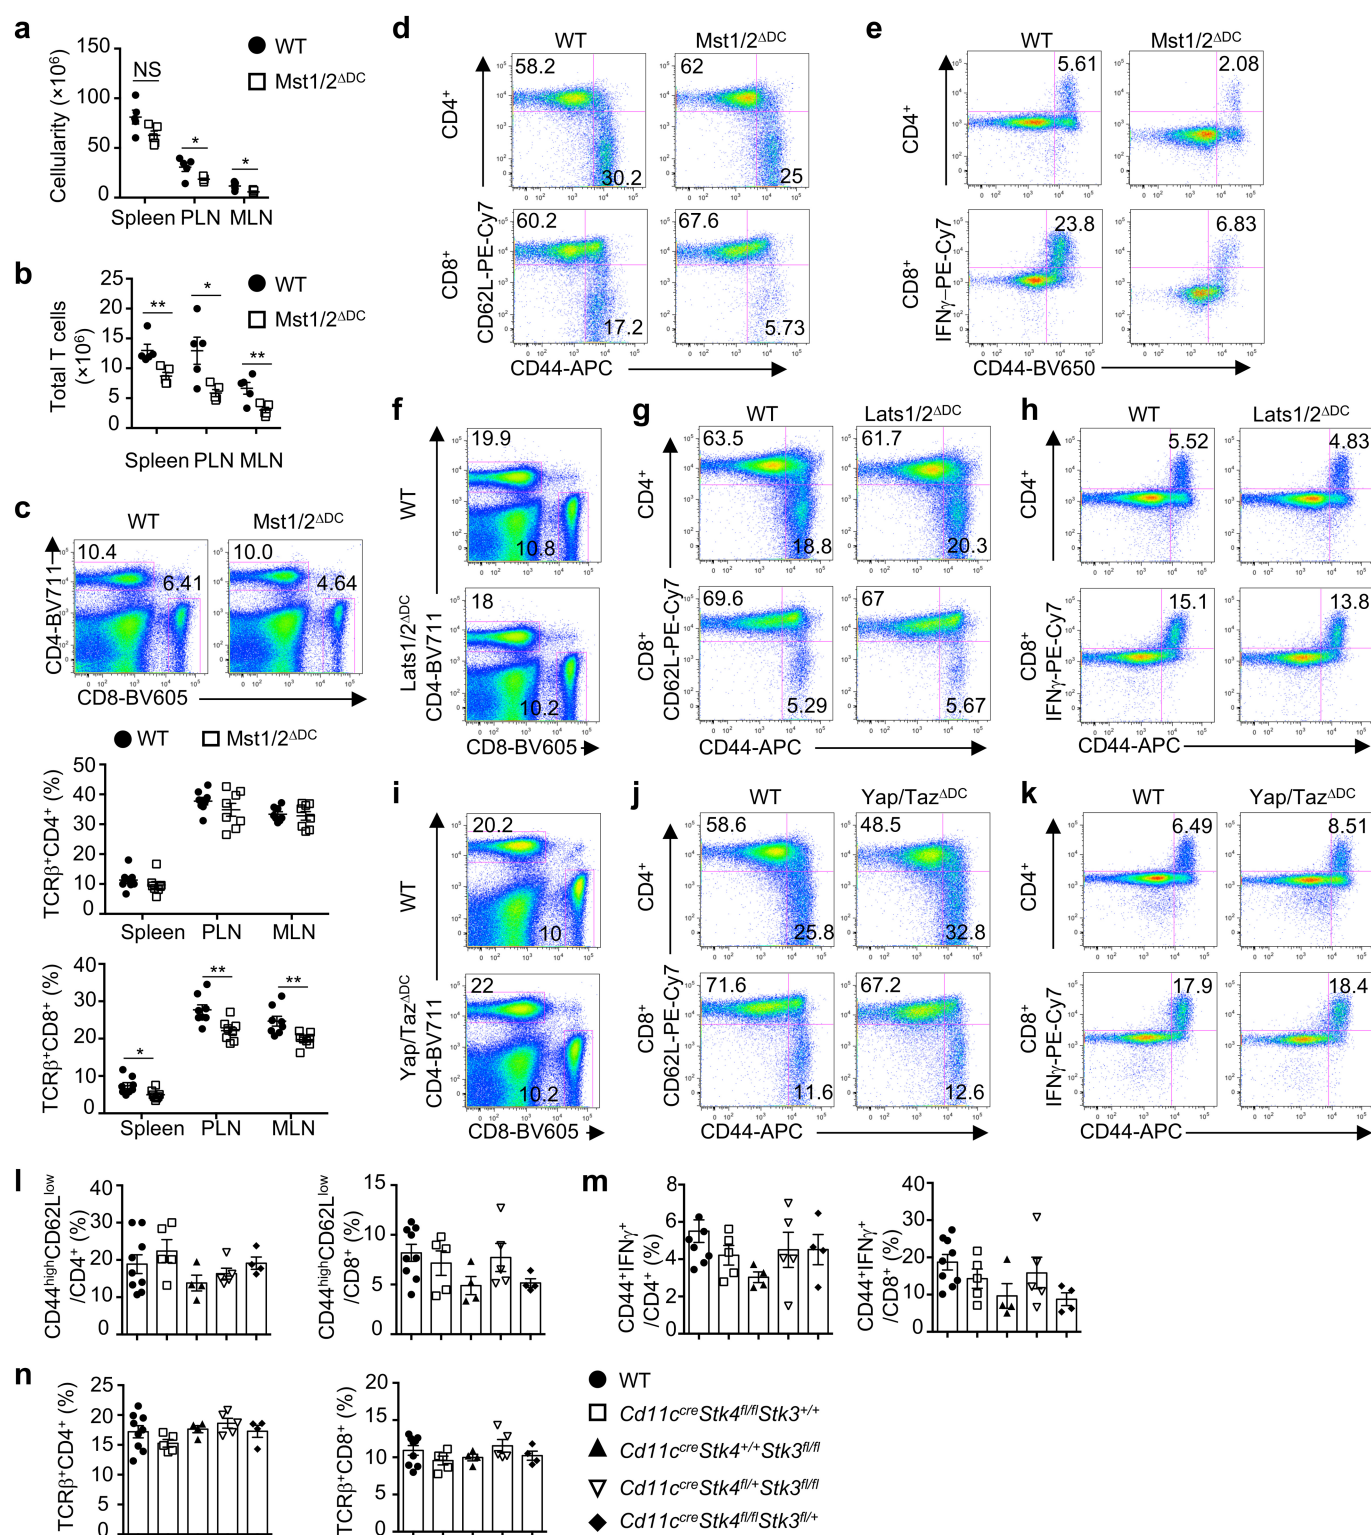 a
150
100
50
0
Cellularity (×10⁶)
NS
*
*
WT
Mst1/2ΔDC
Spleen PLN MLN
b
25
20
15
10
5
0
Total T cells
(×10⁶)
**
*
**
WT
Mst1/2ΔDC
Spleen PLN MLN
c
WT
Mst1/2ΔDC
10.4
6.41
10.0
4.64
CD4-BV7111
CD8-BV605
WT
Mst1/2ΔDC
50
40
30
20
10
0
TCRβ⁺CD4⁺ (%)
Spleen PLN MLN
40
30
20
10
0
TCRβ⁺CD8⁺ (%)
*
**
**
Spleen PLN MLN
d
WT
Mst1/2ΔDC
CD4⁺
58.2
30.2
62
25
CD8⁺
60.2
17.2
67.6
5.73
CD62L-PE-Cy7
CD44-APC
e
WT
Mst1/2ΔDC
CD4⁺
5.61
2.08
CD8⁺
23.8
6.83
IFNγ–PE-Cy7
CD44-BV650
f
WT
19.9
10.8
Lats1/2ΔDC
18
10.2
CD4-BV711
CD8-BV605
g
WT
Lats1/2ΔDC
CD4⁺
63.5
18.8
61.7
20.3
CD8⁺
69.6
5.29
67
5.67
CD62L-PE-Cy7
CD44-APC
h
WT
Lats1/2ΔDC
CD4⁺
5.52
4.83
CD8⁺
15.1
13.8
IFNγ-PE-Cy7
CD44-APC
i
WT
20.2
10
Yap/TazΔDC
22
10.2
CD4-BV711
CD8-BV605
j
WT
Yap/TazΔDC
CD4⁺
58.6
25.8
48.5
32.8
CD8⁺
71.6
11.6
67.2
12.6
CD62L-PE-Cy7
CD44-APC
k
WT
Yap/TazΔDC
CD4⁺
6.49
8.51
CD8⁺
17.9
18.4
IFNγ-PE-Cy7
CD44-APC
l
40
30
20
10
0
CD44highCD62Llow
/CD4⁺ (%)
15
10
5
0
CD44highCD62Llow
/CD8⁺ (%)
m
8
6
4
2
0
CD44⁺IFNγ⁺
/CD4⁺ (%)
40
30
20
10
0
CD44⁺IFNγ⁺
/CD8⁺ (%)
n
25
20
15
10
5
0
TCRβ⁺CD4⁺ (%)
20
15
10
5
0
TCRβ⁺CD8⁺ (%)
WT
Cd11ccreStk4fl/flStk3+/+
Cd11ccreStk4+/+Stk3fl/fl
Cd11ccreStk4fl/+Stk3fl/fl
Cd11ccreStk4fl/flStk3fl/+